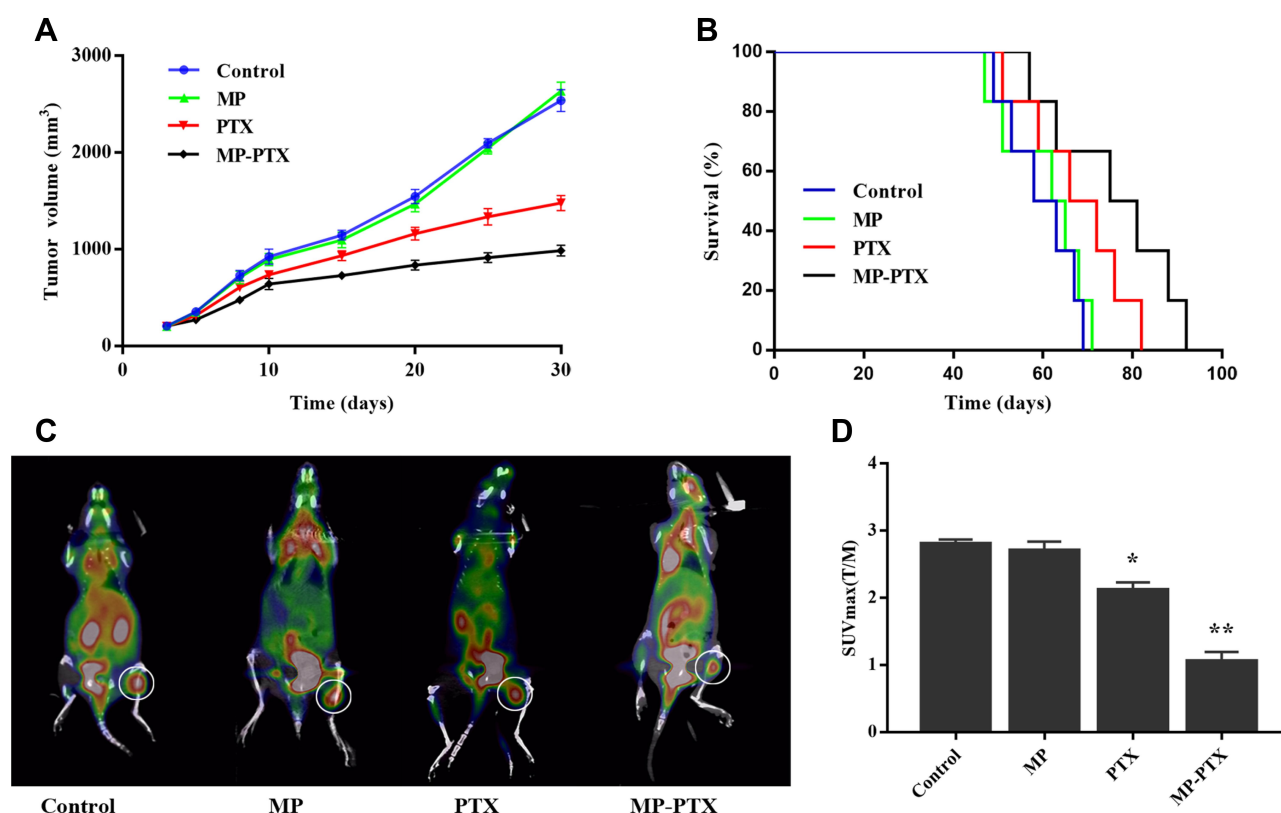 A
Tumor volume (mm3)
3000
2000
1000
0
Control
MP
PTX
MP-PTX
0 10 20 30
Time (days)
B
Survival (%)
100
80
60
40
20
0
Control
MP
PTX
MP-PTX
0 20 40 60 80 100
Time (days)
C
Control MP PTX MP-PTX
D
SUVmax(T/M)
4
3
2
1
0
*
**
Control MP PTX MP-PTX